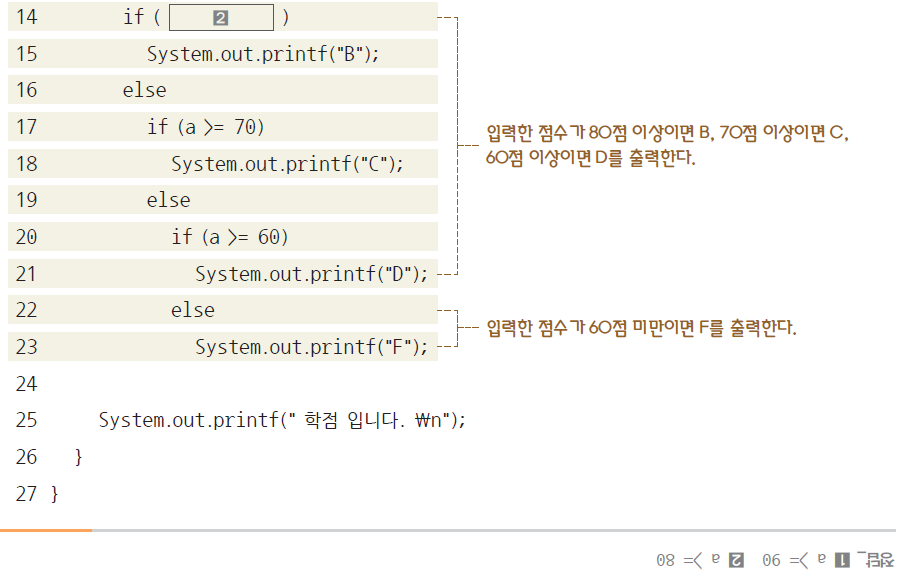 14 if ( 2 )
15 System.out.printf("B");
16 else
17 if (a >= 70)
18 System.out.printf("C");
19 else
20 if (a >= 60)
21 System.out.printf("D");
22 else
23 System.out.printf("F");
24
25 System.out.printf(" 학점 입니다. ₩n");
26 }
27 }
입력한 점수가 80점 이상이면 B, 70점 이상이면 C,
60점 이상이면 D를 출력한다.
입력한 점수가 60점 미만이면 F를 출력한다.
정답_ 1 a >= 90 2 a >= 80